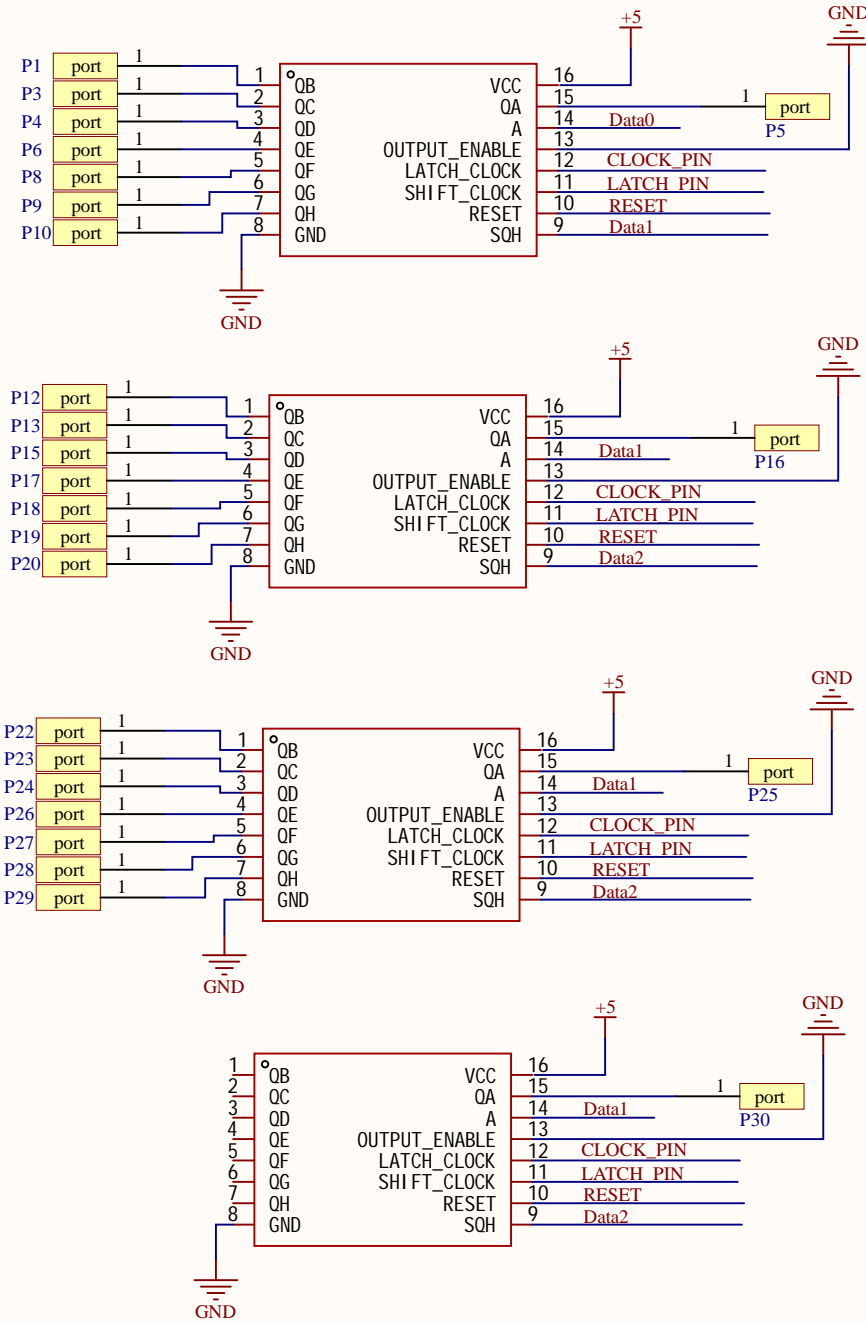 +5
GND
P1 port 1
P3 port 1
P4 port 1
P6 port 1
P8 port 1
P9 port 1
P10 port 1
1 QB VCC 16
2 QC QA 15 1 port P5
3 QD A 14 Data0
4 QE OUTPUT_ENABLE 13
5 QF LATCH_CLOCK 12 CLOCK_PIN
6 QG SHIFT_CLOCK 11 LATCH_PIN
7 QH RESET 10 RESET
8 GND SQH 9 Data1
GND
+5
GND
P12 port 1
P13 port 1
P15 port 1
P17 port 1
P18 port 1
P19 port 1
P20 port 1
1 QB VCC 16
2 QC QA 15 1 port P16
3 QD A 14 Data1
4 QE OUTPUT_ENABLE 13
5 QF LATCH_CLOCK 12 CLOCK_PIN
6 QG SHIFT_CLOCK 11 LATCH_PIN
7 QH RESET 10 RESET
8 GND SQH 9 Data2
GND
+5
GND
P22 port 1
P23 port 1
P24 port 1
P26 port 1
P27 port 1
P28 port 1
P29 port 1
1 QB VCC 16
2 QC QA 15 1 port P25
3 QD A 14 Data1
4 QE OUTPUT_ENABLE 13
5 QF LATCH_CLOCK 12 CLOCK_PIN
6 QG SHIFT_CLOCK 11 LATCH_PIN
7 QH RESET 10 RESET
8 GND SQH 9 Data2
GND
+5
GND
1 QB VCC 16
2 QC QA 15 1 port P30
3 QD A 14 Data1
4 QE OUTPUT_ENABLE 13
5 QF LATCH_CLOCK 12 CLOCK_PIN
6 QG SHIFT_CLOCK 11 LATCH_PIN
7 QH RESET 10 RESET
8 GND SQH 9 Data2
GND